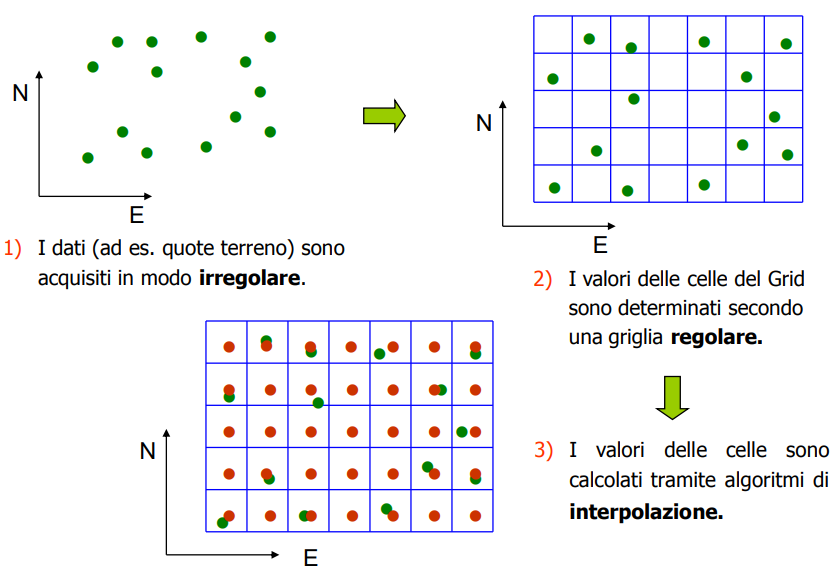 N
E
1) I dati (ad es. quote terreno) sono
acquisiti in modo irregolare.
N
E
2) I valori delle celle del Grid
sono determinati secondo
una griglia regolare.
N
E
3) I valori delle celle sono
calcolati tramite algoritmi di
interpolazione.